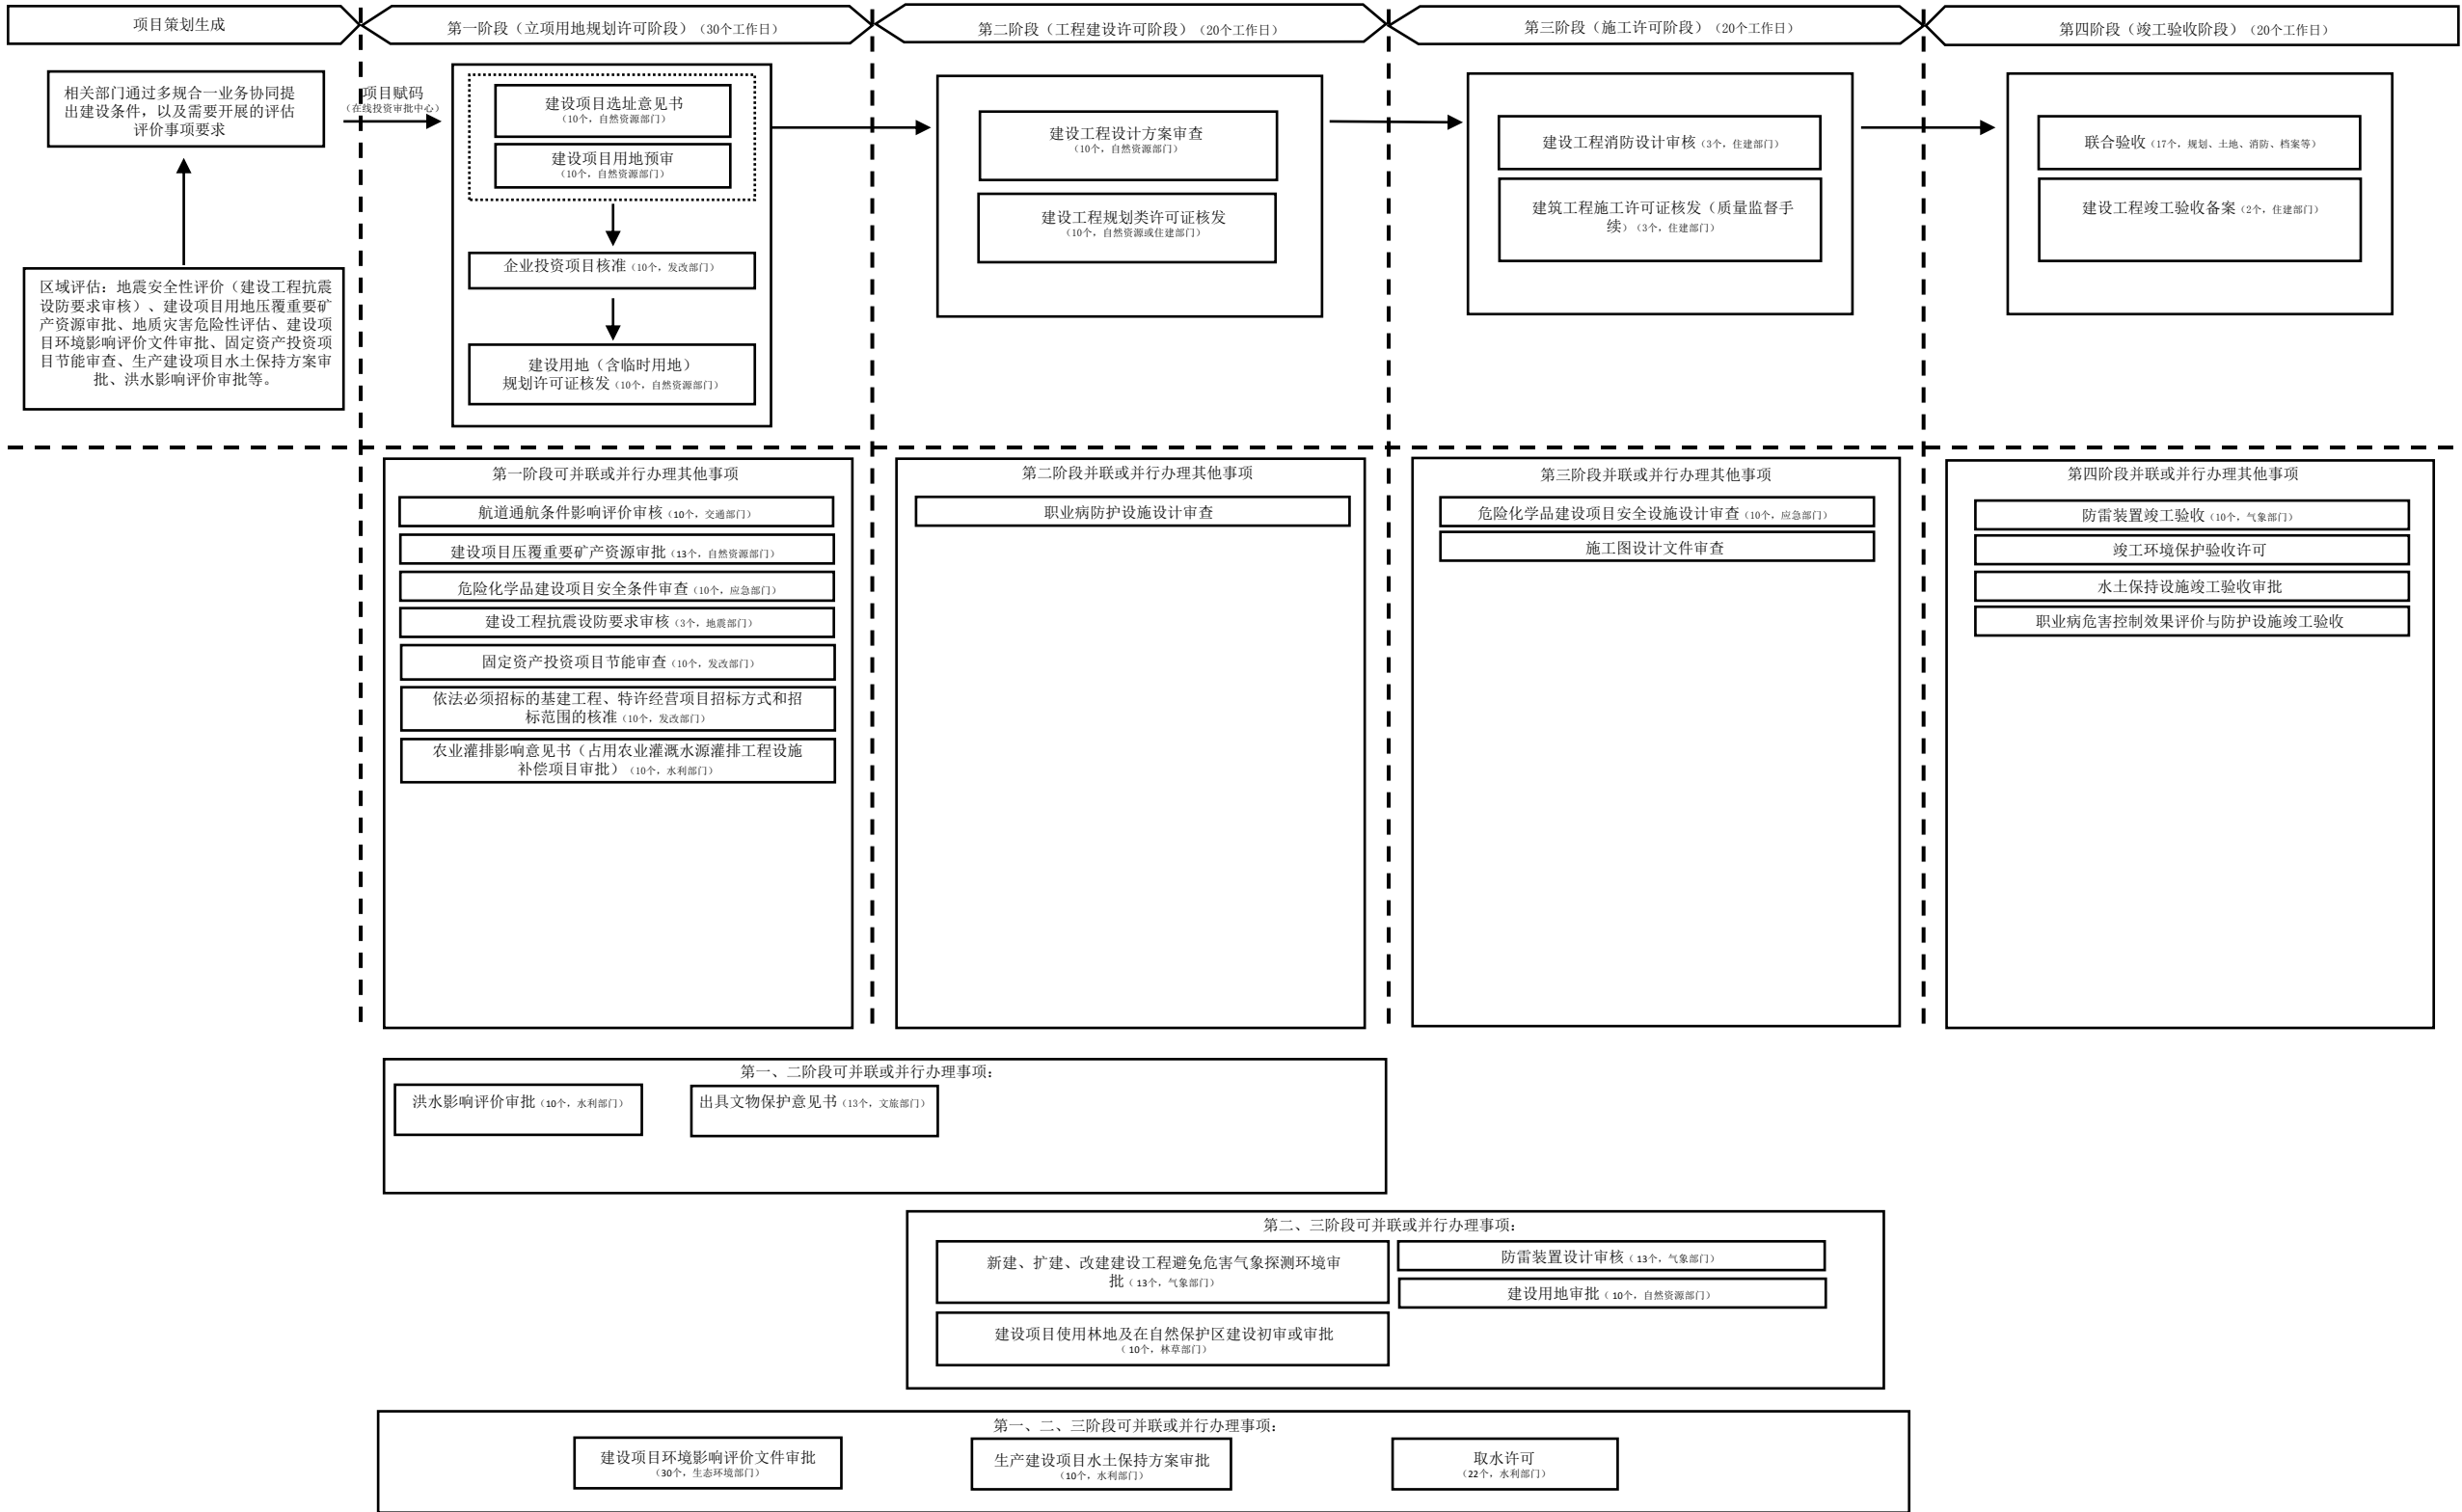 项目策划生成
第一阶段（立项用地规划许可阶段）（30个工作日）
第二阶段（工程建设许可阶段）（20个工作日）
第三阶段（施工许可阶段）（20个工作日）
第四阶段（竣工验收阶段）（20个工作日）
相关部门通过多规合一业务协同提
出建设条件，以及需要开展的评估
评价事项要求
区域评估：地震安全性评价（建设工程抗震
设防要求审核）、建设项目用地压覆重要矿
产资源审批、地质灾害危险性评估、建设项
目环境影响评价文件审批、固定资产投资项
目节能审查、生产建设项目水土保持方案审
批、洪水影响评价审批等。
项目赋码
（在线投资审批中心）
建设项目选址意见书
（10个，自然资源部门）
建设项目用地预审
（10个，自然资源部门）
企业投资项目核准（10个，发改部门）
建设用地（含临时用地）
规划许可证核发（10个，自然资源部门）
建设工程设计方案审查
（10个，自然资源部门）
建设工程规划类许可证核发
（10个，自然资源或住建部门）
建设工程消防设计审核（3个，住建部门）
建筑工程施工许可证核发（质量监督手
续）（3个，住建部门）
联合验收（17个，规划、土地、消防、档案等）
建设工程竣工验收备案（2个，住建部门）
第一阶段可并联或并行办理其他事项
航道通航条件影响评价审核（10个，交通部门）
建设项目压覆重要矿产资源审批（13个，自然资源部门）
危险化学品建设项目安全条件审查（10个，应急部门）
建设工程抗震设防要求审核（3个，地震部门）
固定资产投资项目节能审查（10个，发改部门）
依法必须招标的基建工程、特许经营项目招标方式和招
标范围的核准（10个，发改部门）
农业灌排影响意见书（占用农业灌溉水源灌排工程设施
补偿项目审批）（10个，水利部门）
第二阶段并联或并行办理其他事项
职业病防护设施设计审查
第三阶段并联或并行办理其他事项
危险化学品建设项目安全设施设计审查（10个，应急部门）
施工图设计文件审查
第四阶段并联或并行办理其他事项
防雷装置竣工验收（10个，气象部门）
竣工环境保护验收许可
水土保持设施竣工验收审批
职业病危害控制效果评价与防护设施竣工验收
第一、二阶段可并联或并行办理事项：
洪水影响评价审批（10个，水利部门）
出具文物保护意见书（13个，文旅部门）
第二、三阶段可并联或并行办理事项：
新建、扩建、改建建设工程避免危害气象探测环境审
批（ 13个，气象部门）
建设项目使用林地及在自然保护区建设初审或审批
（ 10个，林草部门）
防雷装置设计审核（ 13个，气象部门）
建设用地审批（ 10个，自然资源部门）
第一、二、三阶段可并联或并行办理事项：
建设项目环境影响评价文件审批
（30个，生态环境部门）
生产建设项目水土保持方案审批
（10个，水利部门）
取水许可
（22个，水利部门）